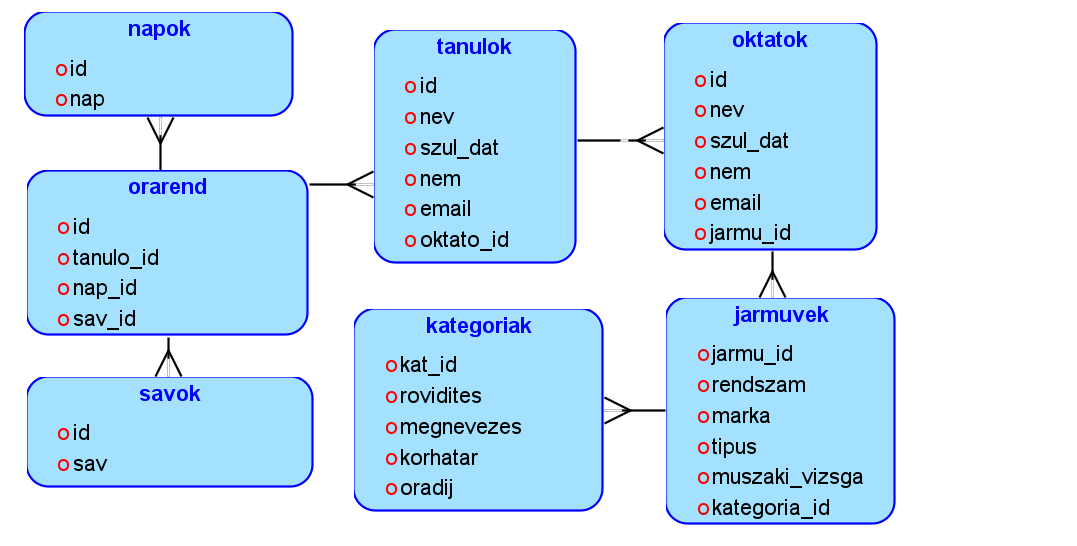 napok
id
nap
tanulok
id
nev
szul_dat
nem
email
oktato_id
oktatok
id
nev
szul_dat
nem
email
jarmu_id
orarend
id
tanulo_id
nap_id
sav_id
savok
id
sav
kategoriak
kat_id
rovidites
megnevezes
korhatar
oradij
jarmuvek
jarmu_id
rendszam
marka
tipus
muszaki_vizsga
kategoria_id